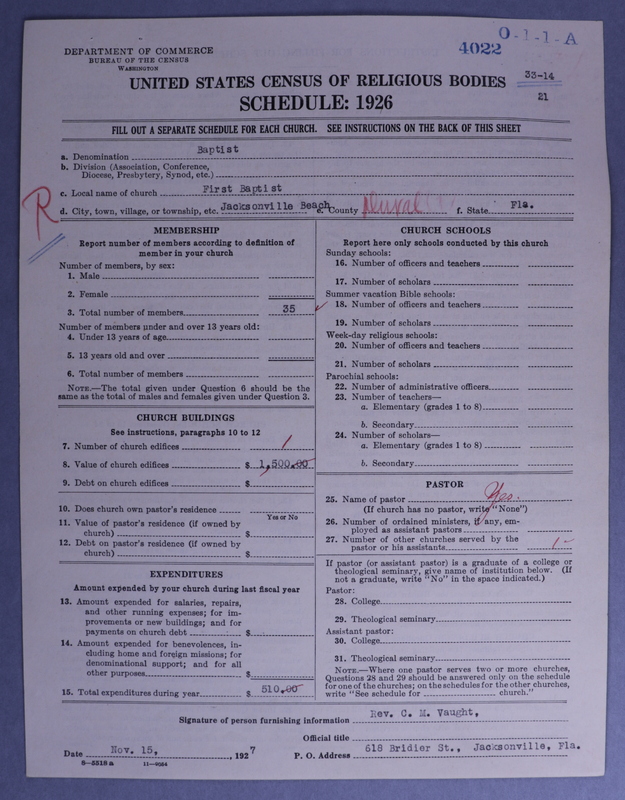 O-1-1-A
4022
DEPARTMENT OF COMMERCE
BUREAU OF THE CENSUS
WASHINGTON
UNITED STATES CENSUS OF RELIGIOUS BODIES
33-14
SCHEDULE: 1926
21
FILL OUT A SEPARATE SCHEDULE FOR EACH CHURCH. SEE INSTRUCTIONS ON THE BACK OF THIS SHEET
a. Denomination Baptist
b. Division (Association, Conference,
Diocese, Presbytery, Synod, etc.)
c. Local name of church First Baptist
R
d. City, town, village, or township, etc. Jacksonville Beach e. County Duval f. State Fla.
MEMBERSHIP
Report number of members according to definition of
member in your church
Number of members, by sex:
1. Male
2. Female
3. Total number of members 35
Number of members under and over 13 years old:
4. Under 13 years of age
5. 13 years old and over
6. Total number of members
NOTE.—The total given under Question 6 should be the
same as the total of males and females given under Question 3.
CHURCH BUILDINGS
See instructions, paragraphs 10 to 12
7. Number of church edifices 1
8. Value of church edifices $ 1,500.00
9. Debt on church edifices $
10. Does church own pastor's residence
Yes or No
11. Value of pastor's residence (if owned by
church) $
12. Debt on pastor's residence (if owned by
church) $
EXPENDITURES
Amount expended by your church during last fiscal year
13. Amount expended for salaries, repairs,
and other running expenses; for im-
provements or new buildings; and for
payments on church debt $
14. Amount expended for benevolences, in-
cluding home and foreign missions; for
denominational support; and for all
other purposes $
15. Total expenditures during year $ 510.00
CHURCH SCHOOLS
Report here only schools conducted by this church
Sunday schools:
16. Number of officers and teachers
17. Number of scholars
Summer vacation Bible schools:
18. Number of officers and teachers
19. Number of scholars
Week-day religious schools:
20. Number of officers and teachers
21. Number of scholars
Parochial schools:
22. Number of administrative officers
23. Number of teachers—
a. Elementary (grades 1 to 8)
b. Secondary
24. Number of scholars—
a. Elementary (grades 1 to 8)
b. Secondary
PASTOR
25. Name of pastor Yes.
(If church has no pastor, write "None")
26. Number of ordained ministers, if any, em-
ployed as assistant pastors
27. Number of other churches served by the
pastor or his assistants 1-
If pastor (or assistant pastor) is a graduate of a college or
theological seminary, give name of institution below. (If
not a graduate, write "No" in the space indicated.)
Pastor:
28. College
29. Theological seminary
Assistant pastor:
30. College
31. Theological seminary
NOTE.—Where one pastor serves two or more churches,
Questions 28 and 29 should be answered only on the schedule
for one of the churches; on the schedules for the other churches,
write "See schedule for church."
Signature of person furnishing information Rev. C. M. Vaught,
Official title
Date Nov. 15, 1927 P. O. Address 618 Bridier St., Jacksonville, Fla.
8-5518a 11-9034